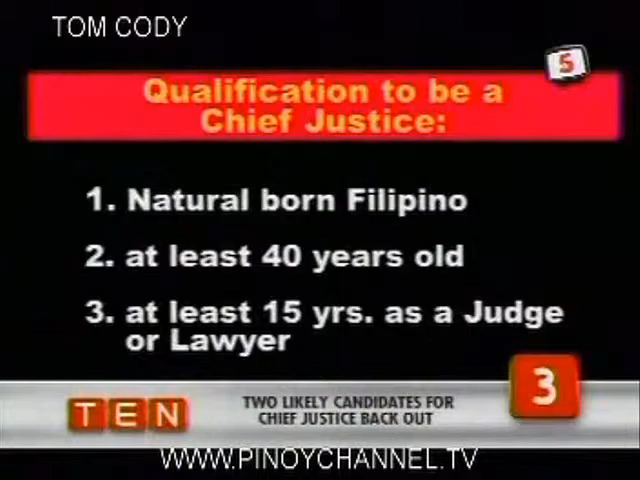 TOM CODY
5
Qualification to be a
Chief Justice:
1. Natural born Filipino
2. at least 40 years old
3. at least 15 yrs. as a Judge
or Lawyer
3
TEN
TWO LIKELY CANDIDATES FOR
CHIEF JUSTICE BACK OUT
WWW.PINOYCHANNEL.TV